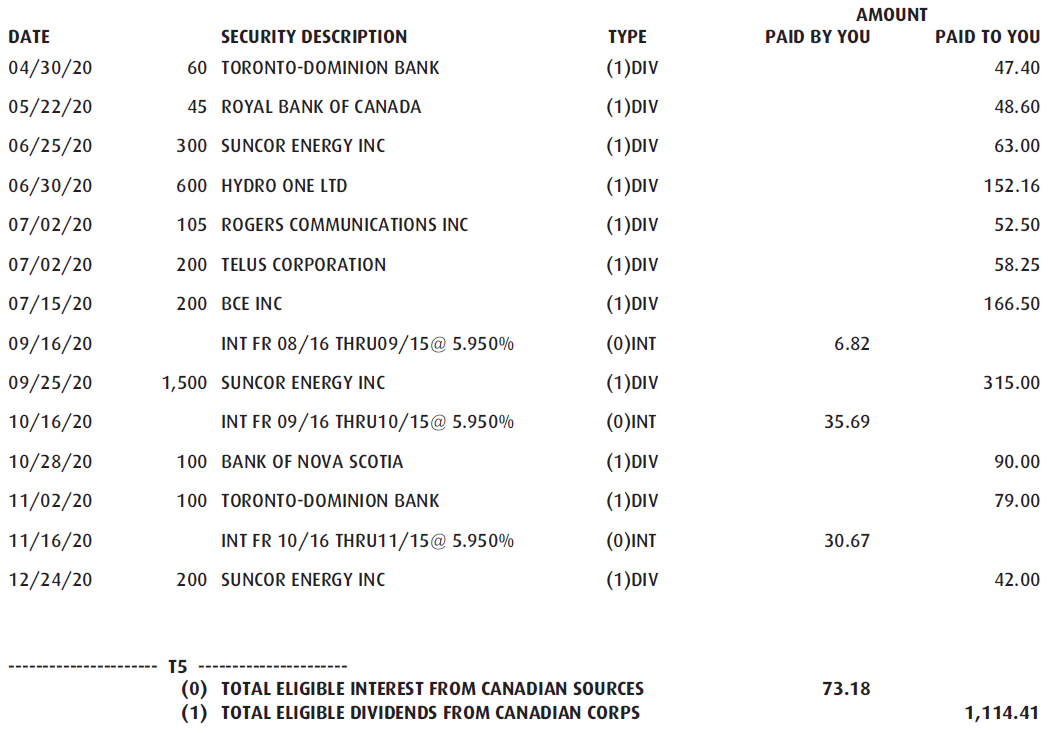 AMOUNT
DATE SECURITY DESCRIPTION TYPE PAID BY YOU PAID TO YOU
04/30/20 60 TORONTO-DOMINION BANK (1)DIV 47.40
05/22/20 45 ROYAL BANK OF CANADA (1)DIV 48.60
06/25/20 300 SUNCOR ENERGY INC (1)DIV 63.00
06/30/20 600 HYDRO ONE LTD (1)DIV 152.16
07/02/20 105 ROGERS COMMUNICATIONS INC (1)DIV 52.50
07/02/20 200 TELUS CORPORATION (1)DIV 58.25
07/15/20 200 BCE INC (1)DIV 166.50
09/16/20 INT FR 08/16 THRU09/15@ 5.950% (0)INT 6.82
09/25/20 1,500 SUNCOR ENERGY INC (1)DIV 315.00
10/16/20 INT FR 09/16 THRU10/15@ 5.950% (0)INT 35.69
10/28/20 100 BANK OF NOVA SCOTIA (1)DIV 90.00
11/02/20 100 TORONTO-DOMINION BANK (1)DIV 79.00
11/16/20 INT FR 10/16 THRU11/15@ 5.950% (0)INT 30.67
12/24/20 200 SUNCOR ENERGY INC (1)DIV 42.00
---------------------- T5 ----------------------
(0) TOTAL ELIGIBLE INTEREST FROM CANADIAN SOURCES 73.18
(1) TOTAL ELIGIBLE DIVIDENDS FROM CANADIAN CORPS 1,114.41